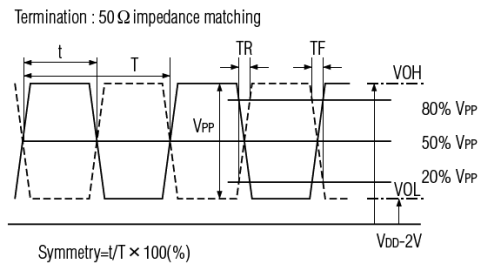 Termination : 50 Ω impedance matching
t
T
TR
TF
VOH
80% VPP
VPP
50% VPP
20% VPP
VOL
VDD-2V
Symmetry=t/T × 100(%)